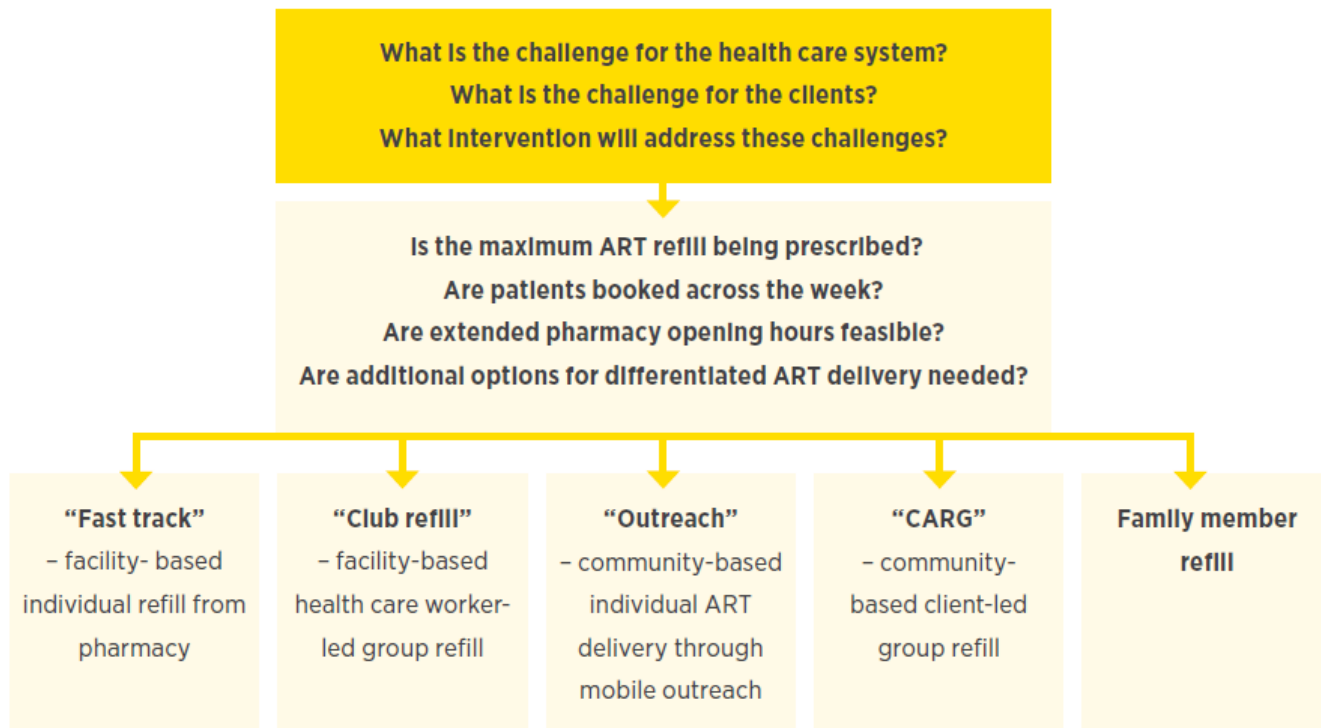 What is the challenge for the health care system?
What is the challenge for the clients?
What intervention will address these challenges?
Is the maximum ART refill being prescribed?
Are patients booked across the week?
Are extended pharmacy opening hours feasible?
Are additional options for differentiated ART delivery needed?
“Fast track”
– facility- based
individual refill from
pharmacy
“Club refill”
– facility-based
health care worker-
led group refill
“Outreach”
– community-based
individual ART
delivery through
mobile outreach
“CARG”
– community-
based client-led
group refill
Family member
refill